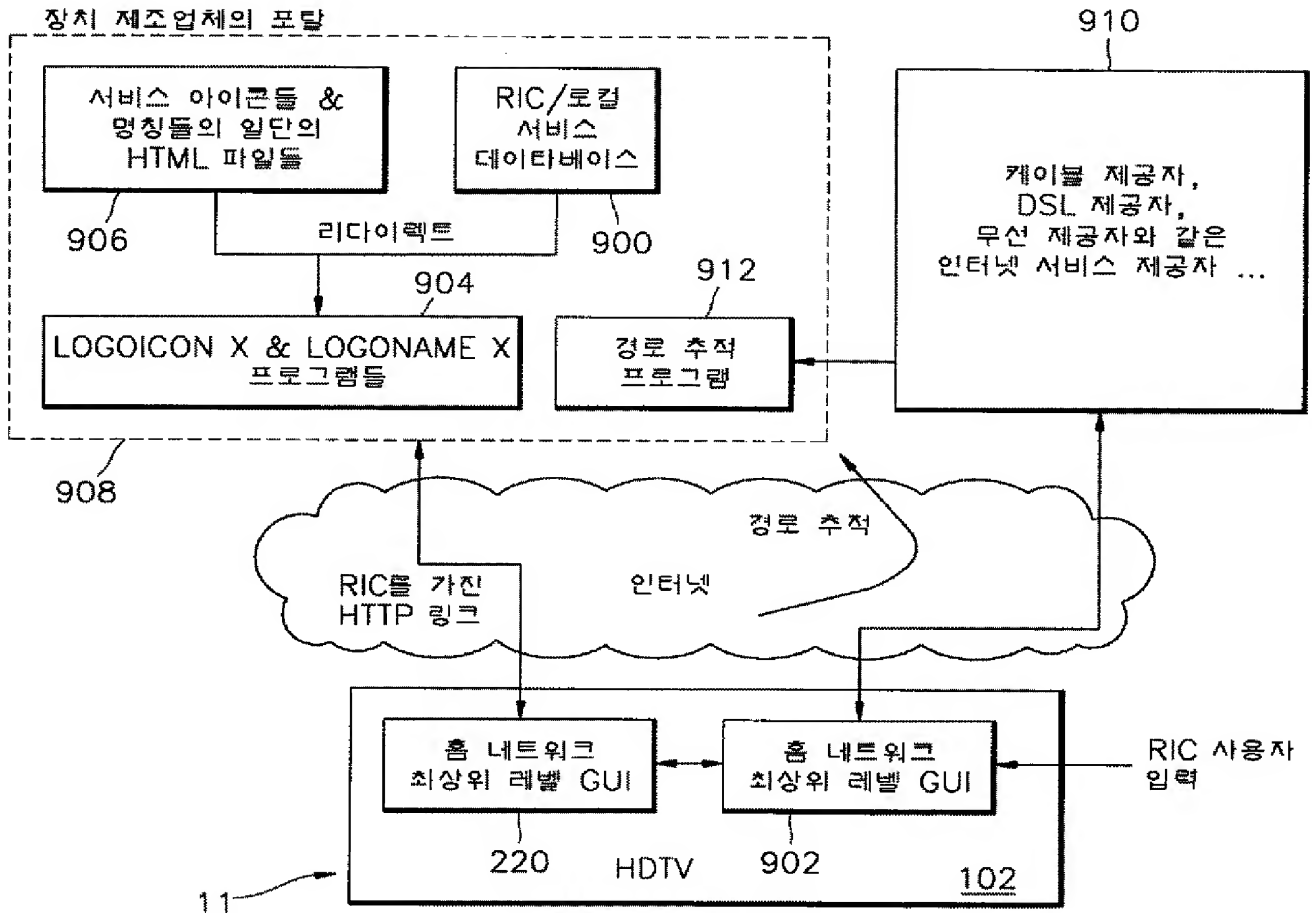 장치 제조업체의 포탈
910
서비스 아이콘들 &
명칭들의 일단의
HTML 파일들
RIC/로컬
서비스
데이타베이스
케이블 제공자,
DSL 제공자,
무선 제공자와 같은
인터넷 서비스 제공자 ...
906
리다이렉트
900
904
912
LOGOICON X & LOGONAME X
프로그램들
경로 추적
프로그램
908
경로 추적
RIC를 가진
HTTP 링크
인터넷
홈 네트워크
최상위 레벨 GUI
홈 네트워크
최상위 레벨 GUI
RIC 사용자
입력
220
HDTV
902
102
11